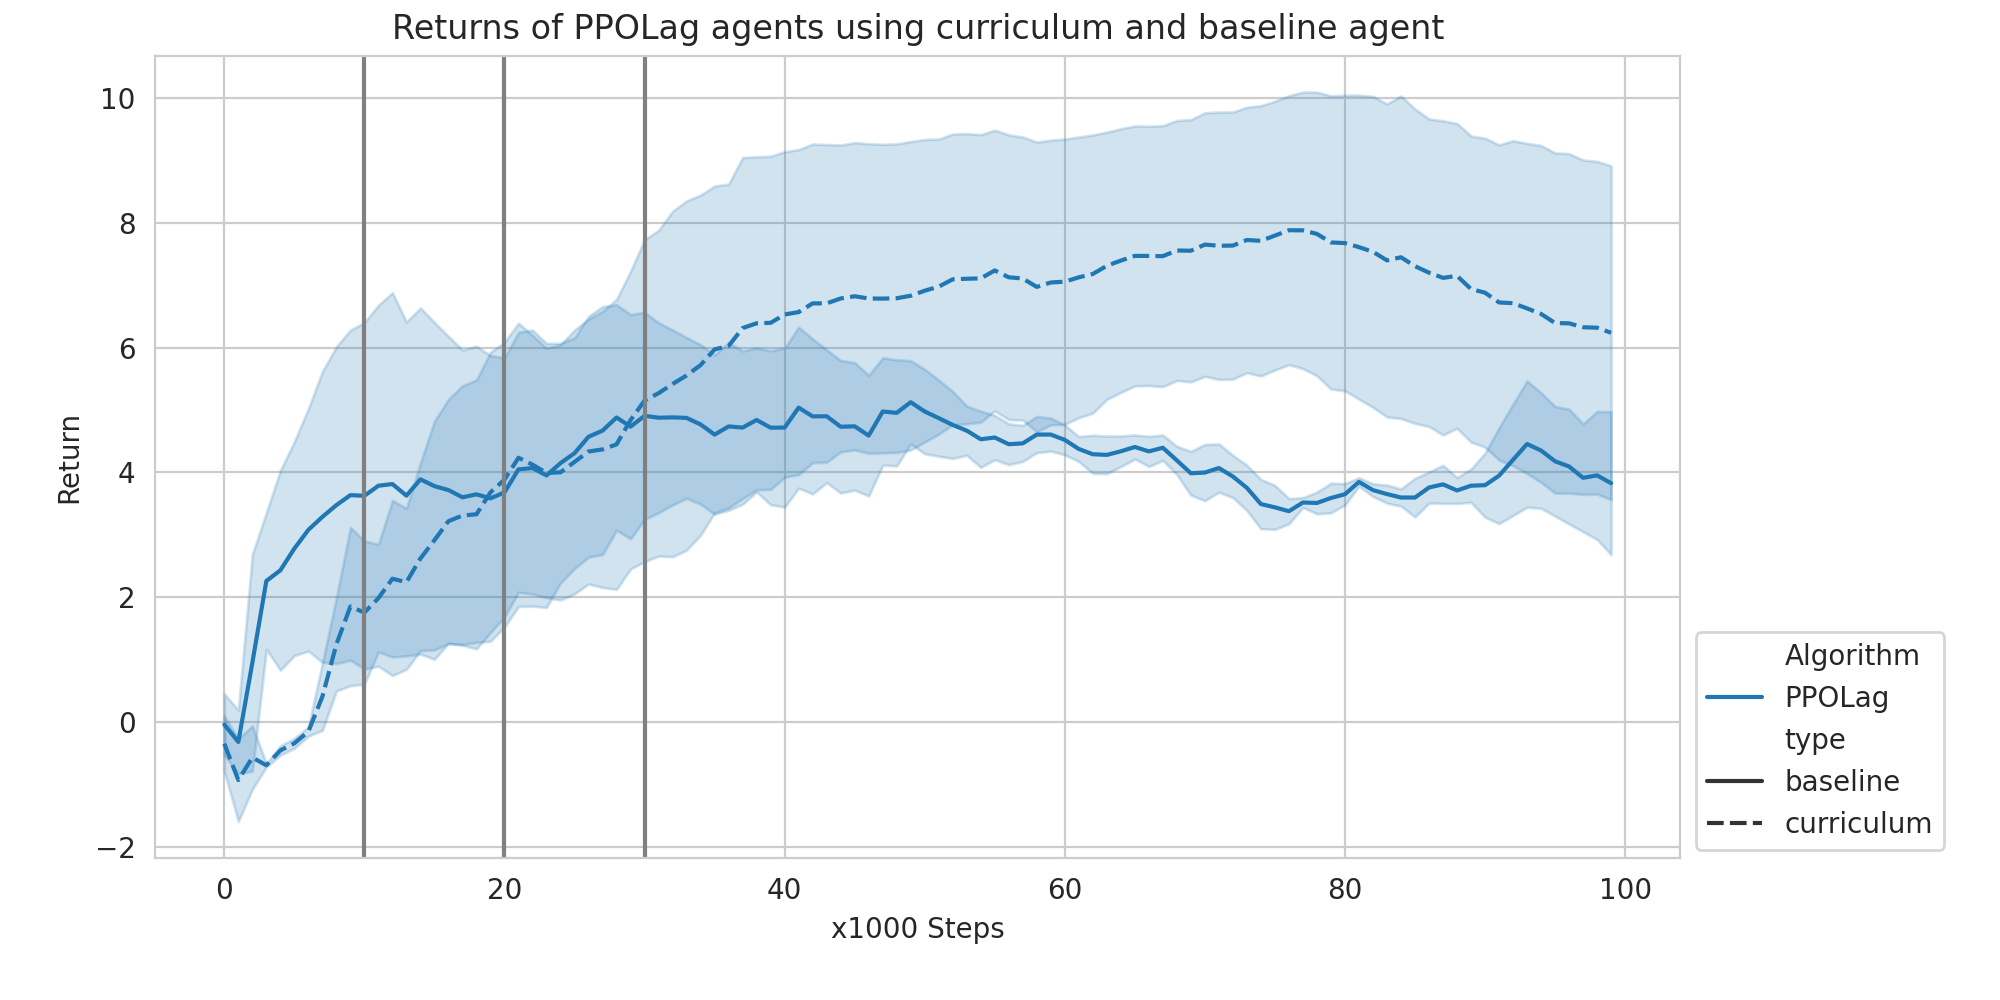 Returns of PPOLag agents using curriculum and baseline agent
10
8
6
4
2
0
−2
Return
0 20 40 60 80 100
x1000 Steps
Algorithm
PPOLag
type
baseline
curriculum